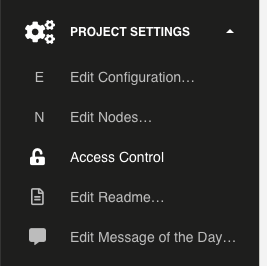 PROJECT SETTINGS
E Edit Configuration…
N Edit Nodes…
Access Control
Edit Readme…
Edit Message of the Day…